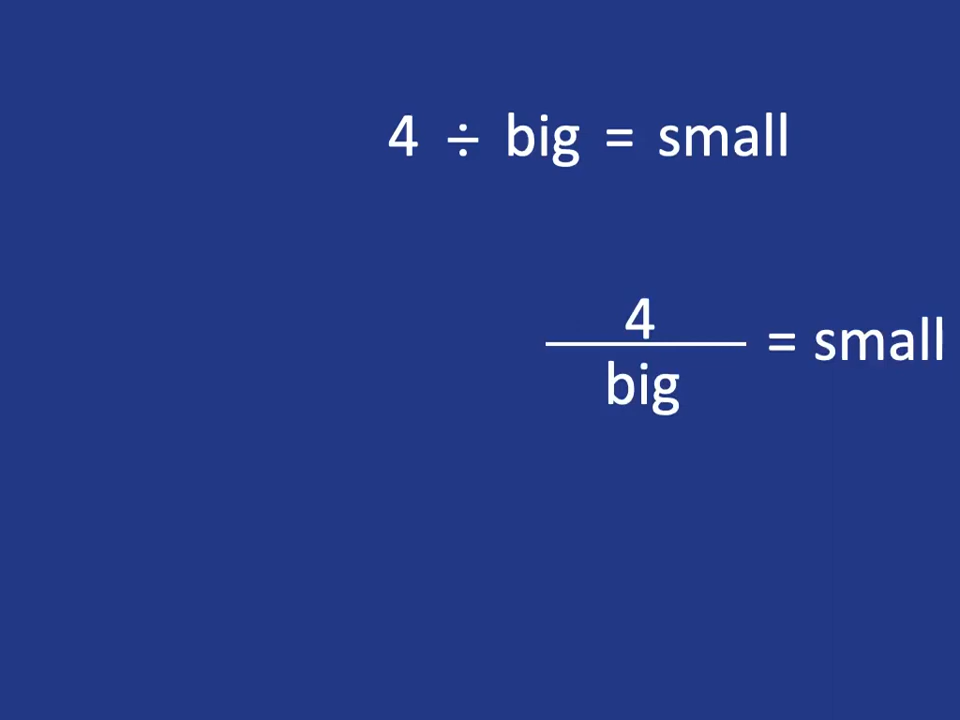 4 ÷ big = small
4
= small
big